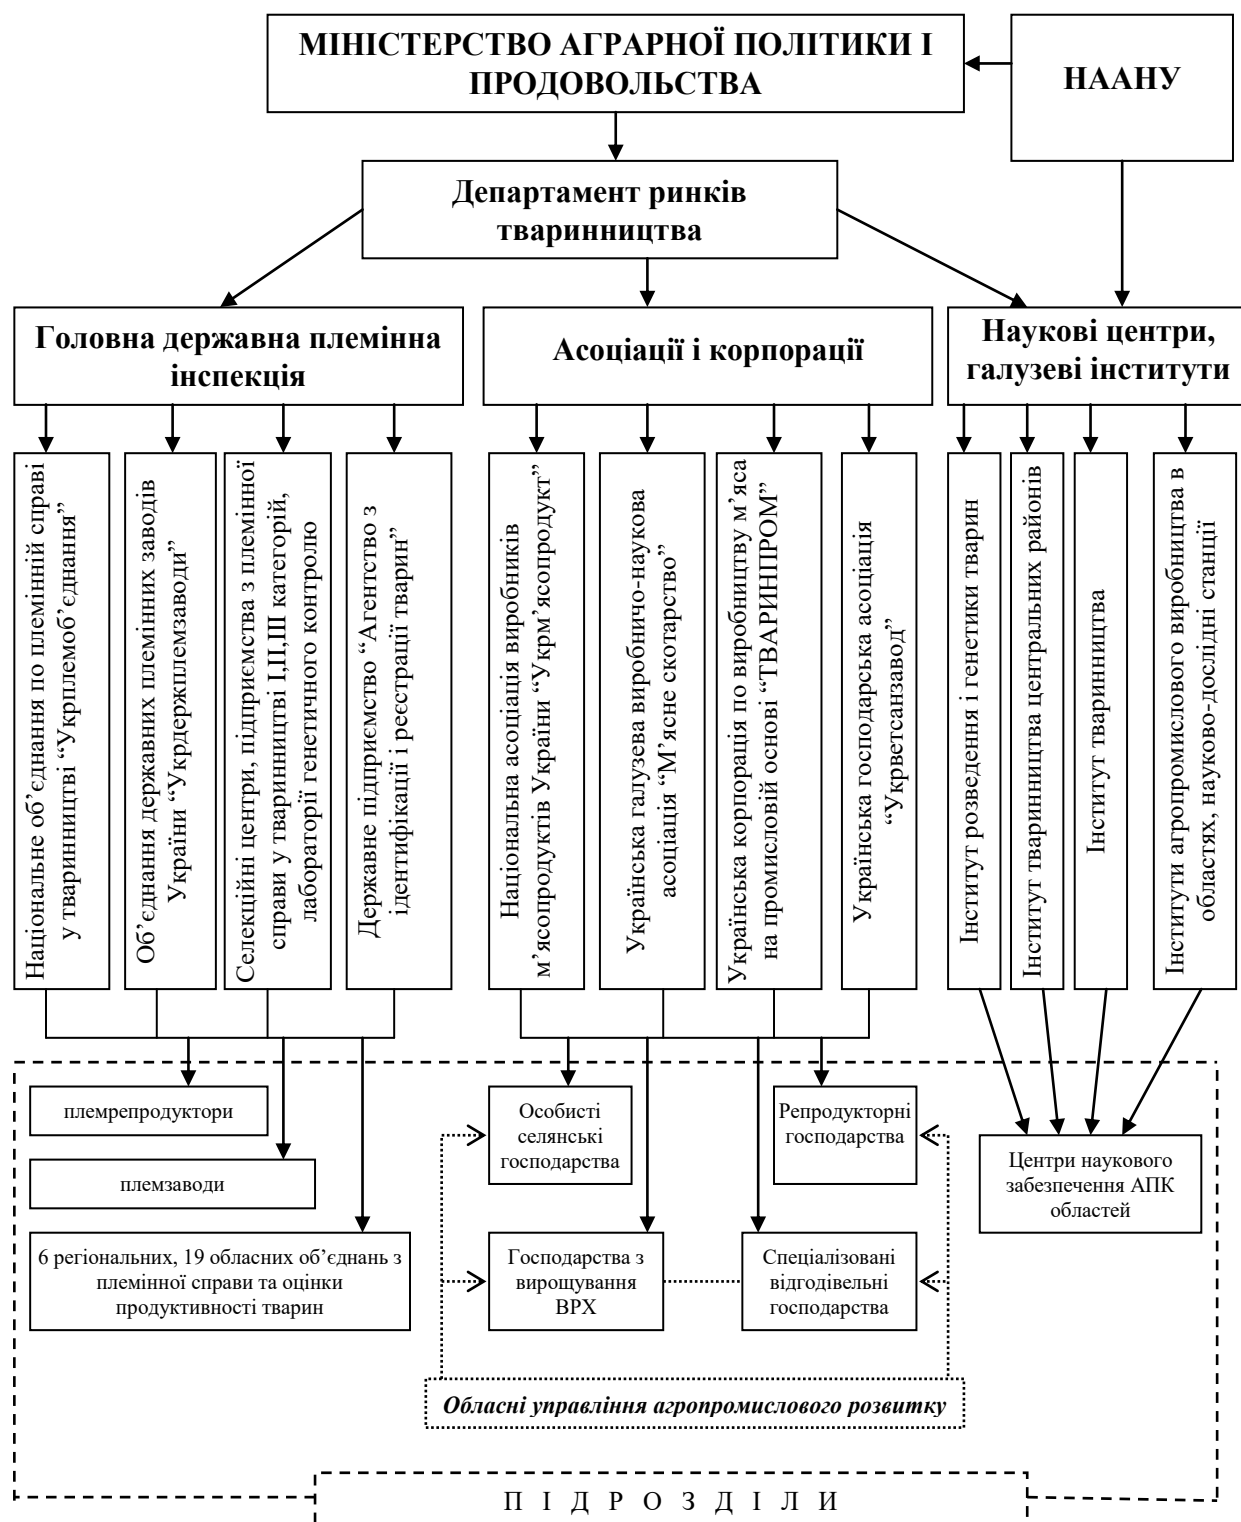 МІНІСТЕРСТВО АГРАРНОЇ ПОЛІТИКИ І
ПРОДОВОЛЬСТВА
НААНУ
Департамент ринків
тваринництва
Головна державна племінна
інспекція
Асоціації і корпорації
Наукові центри,
галузеві інститути
Національне об’єднання по племінній справі
у тваринництві “Укрплемоб’єднання”
Об’єднання державних племінних заводів
України “Укрдержплемзаводи”
Селекційні центри, підприємства з племінної
справи у тваринництві І,ІІ,ІІІ категорій,
лабораторії генетичного контролю
Державне підприємство “Агентство з
ідентифікації і реєстрації тварин”
Національна асоціація виробників
м’ясопродуктів України “Укрм’ясопродукт”
Українська галузева виробничо-наукова
асоціація “М’ясне скотарство”
Українська корпорація по виробництву м’яса
на промисловій основі “ТВАРИНПРОМ”
Українська господарська асоціація
“Укрветсанзавод”
Інститут розведення і генетики тварин
Інститут тваринництва центральних районів
Інститут тваринництва
Інститути агропромислового виробництва в
областях, науково-дослідні станції
племрепродуктори
племзаводи
6 регіональних, 19 обласних об’єднань з
племінної справи та оцінки
продуктивності тварин
Особисті
селянські
господарства
Репродукторні
господарства
Господарства з
вирощування
ВРХ
Спеціалізовані
відгодівельні
господарства
Центри наукового
забезпечення АПК
областей
Обласні управління агропромислового розвитку
П І Д Р О З Д І Л И